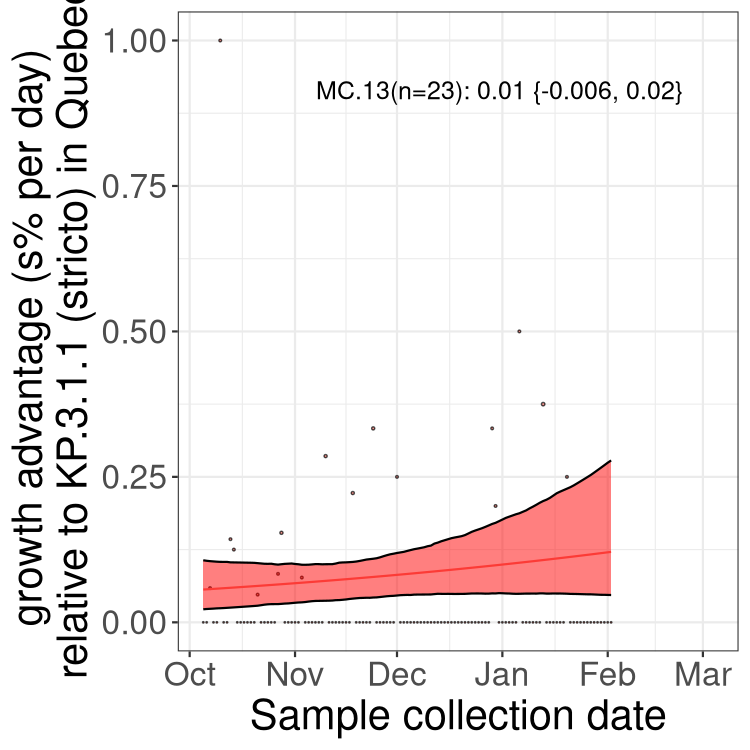 growth advantage (s% per day)
relative to KP.3.1.1 (stricto) in Quebec
1.00
MC.13(n=23): 0.01 {-0.006, 0.02}
0.75
0.50
0.25
0.00
Oct Nov Dec Jan Feb Mar
Sample collection date